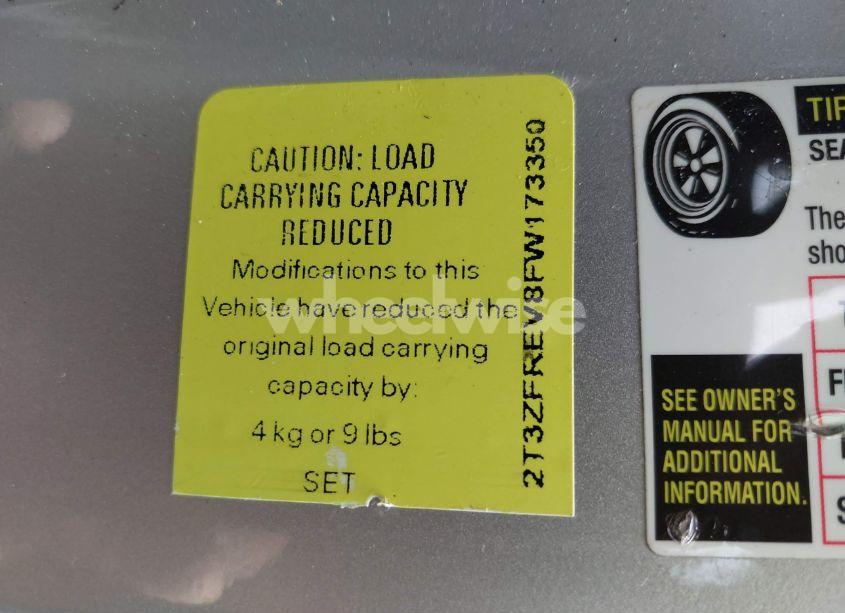 CAUTION: LOAD
CARRYING CAPACITY
REDUCED
Modifications to this
Vehicle have reduced the
original load carrying
capacity by:
4 kg or 9 lbs
SET
2T3ZFREV8FW173350
wheelwise
TIR
SEA
The
sho
T
FU
S
SEE OWNER'S
MANUAL FOR
ADDITIONAL
INFORMATION.